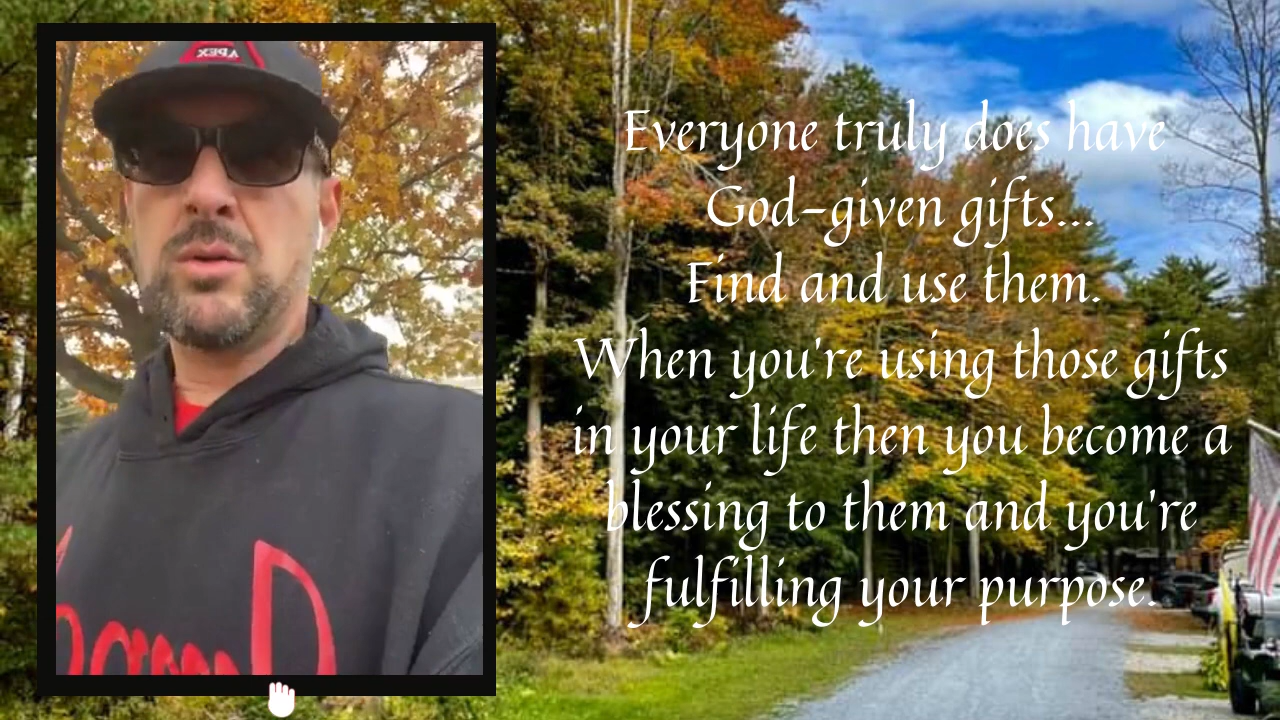 APEX
Everyone truly does have
God-given gifts...
Find and use them.
When you're using those gifts
in your life then you become a
blessing to them and you're
fulfilling your purpose.